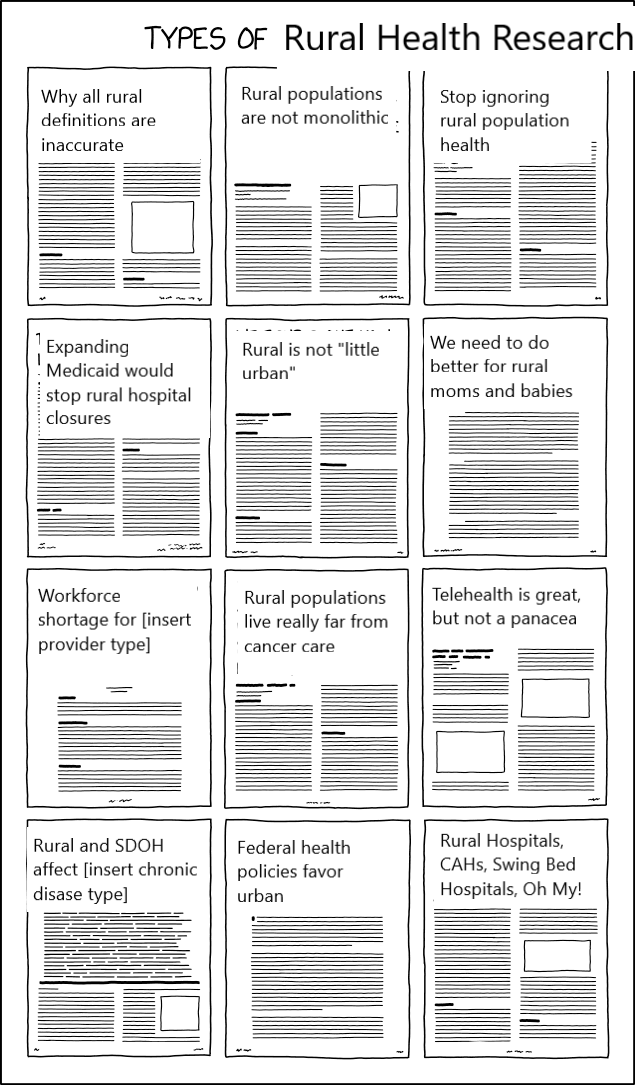 TYPES OF Rural Health Research
Why all rural
definitions are
inaccurate
Rural populations
are not monolithic
Stop ignoring
rural population
health
Expanding
Medicaid would
stop rural hospital
closures
Rural is not "little
urban"
We need to do
better for rural
moms and babies
Workforce
shortage for [insert
provider type]
Rural populations
live really far from
cancer care
Telehealth is great,
but not a panacea
Rural and SDOH
affect [insert chronic
disase type]
Federal health
policies favor
urban
Rural Hospitals,
CAHs, Swing Bed
Hospitals, Oh My!